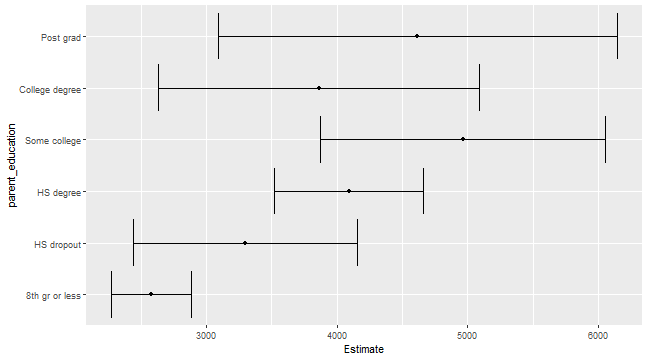 Post grad
College degree
Some college
HS degree
HS dropout
8th gr or less
parent_education
3000 4000 5000 6000
Estimate